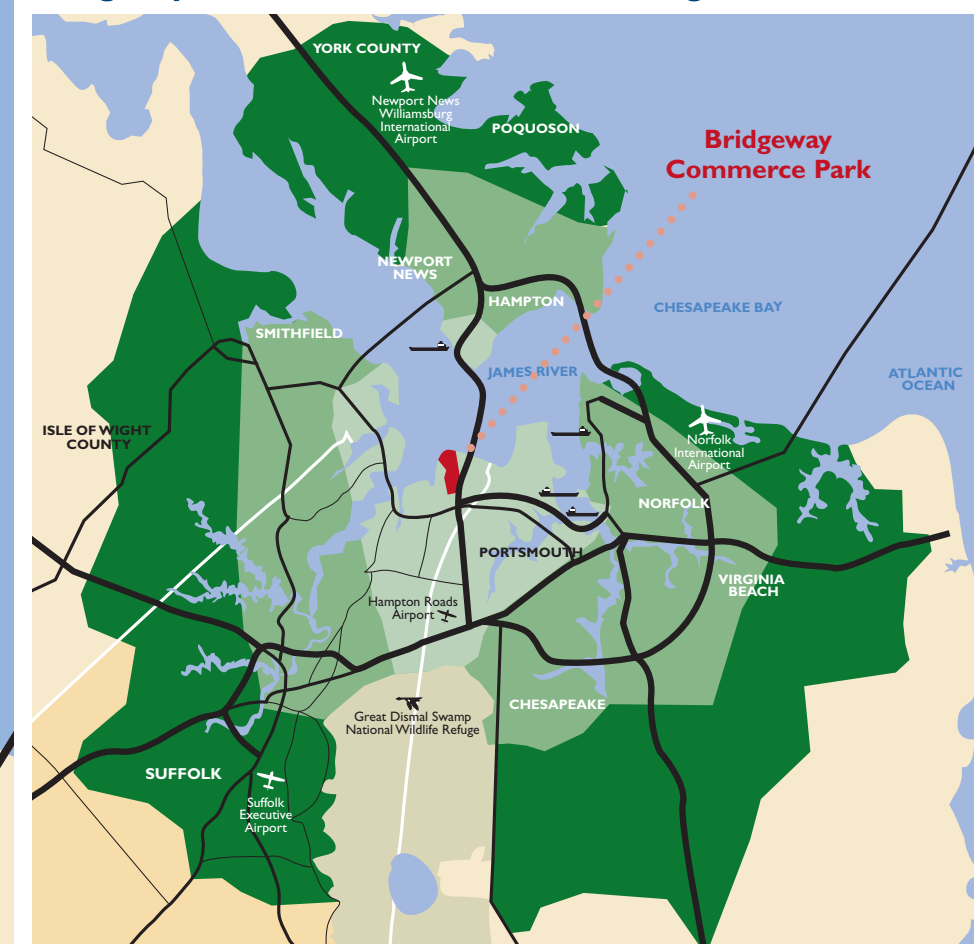 YORK COUNTY
Newport News
Williamsburg
International
Airport
POQUOSON
Bridgeway
Commerce Park
NEWPORT
NEWS
HAMPTON
CHESAPEAKE BAY
SMITHFIELD
JAMES RIVER
ATLANTIC
OCEAN
ISLE OF WIGHT
COUNTY
Norfolk
International
Airport
NORFOLK
PORTSMOUTH
VIRGINIA
BEACH
Hampton Roads
Airport
CHESAPEAKE
Great Dismal Swamp
National Wildlife Refuge
SUFFOLK
Suffolk
Executive
Airport